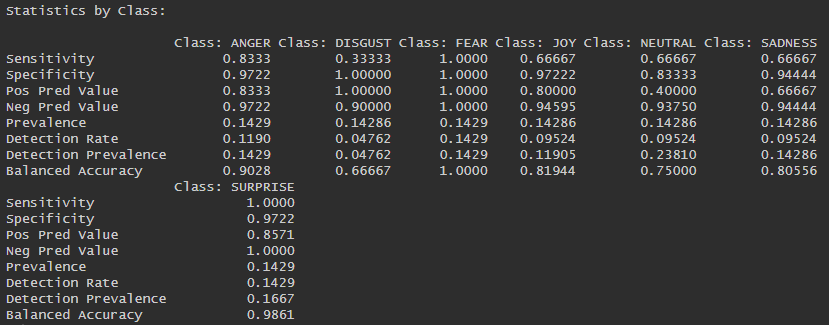 Statistics by Class:
Class: ANGER Class: DISGUST Class: FEAR Class: JOY Class: NEUTRAL Class: SADNESS
Sensitivity 0.8333 0.33333 1.0000 0.66667 0.66667 0.66667
Specificity 0.9722 1.00000 1.0000 0.97222 0.83333 0.94444
Pos Pred Value 0.8333 1.00000 1.0000 0.80000 0.40000 0.66667
Neg Pred Value 0.9722 0.90000 1.0000 0.94595 0.93750 0.94444
Prevalence 0.1429 0.14286 0.1429 0.14286 0.14286 0.14286
Detection Rate 0.1190 0.04762 0.1429 0.09524 0.09524 0.09524
Detection Prevalence 0.1429 0.04762 0.1429 0.11905 0.23810 0.14286
Balanced Accuracy 0.9028 0.66667 1.0000 0.81944 0.75000 0.80556
Class: SURPRISE
Sensitivity 1.0000
Specificity 0.9722
Pos Pred Value 0.8571
Neg Pred Value 1.0000
Prevalence 0.1429
Detection Rate 0.1429
Detection Prevalence 0.1667
Balanced Accuracy 0.9861